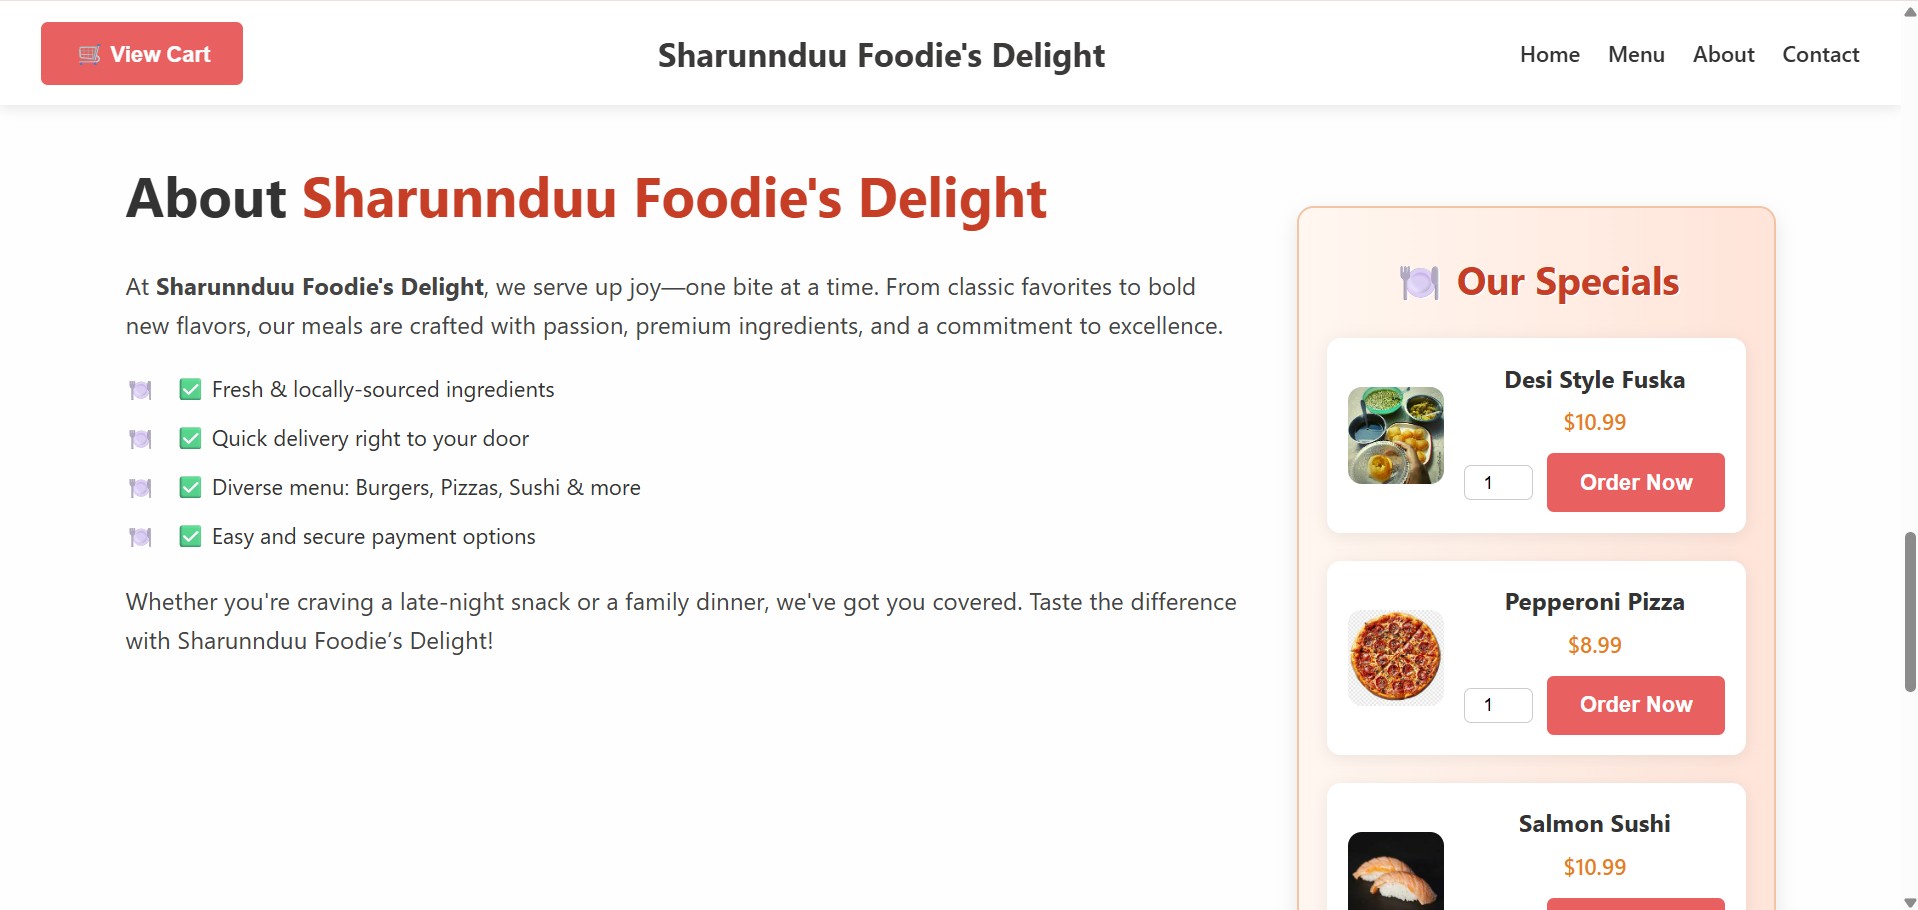 🛒 View Cart
Sharunnduu Foodie's Delight
Home Menu About Contact
About Sharunnduu Foodie's Delight
At Sharunnduu Foodie's Delight, we serve up joy—one bite at a time. From classic favorites to bold
new flavors, our meals are crafted with passion, premium ingredients, and a commitment to excellence.
🍽️ ✅ Fresh & locally-sourced ingredients
🍽️ ✅ Quick delivery right to your door
🍽️ ✅ Diverse menu: Burgers, Pizzas, Sushi & more
🍽️ ✅ Easy and secure payment options
Whether you're craving a late-night snack or a family dinner, we've got you covered. Taste the difference
with Sharunnduu Foodie’s Delight!
🍽️ Our Specials
Desi Style Fuska
$10.99
1 Order Now
Pepperoni Pizza
$8.99
1 Order Now
Salmon Sushi
$10.99